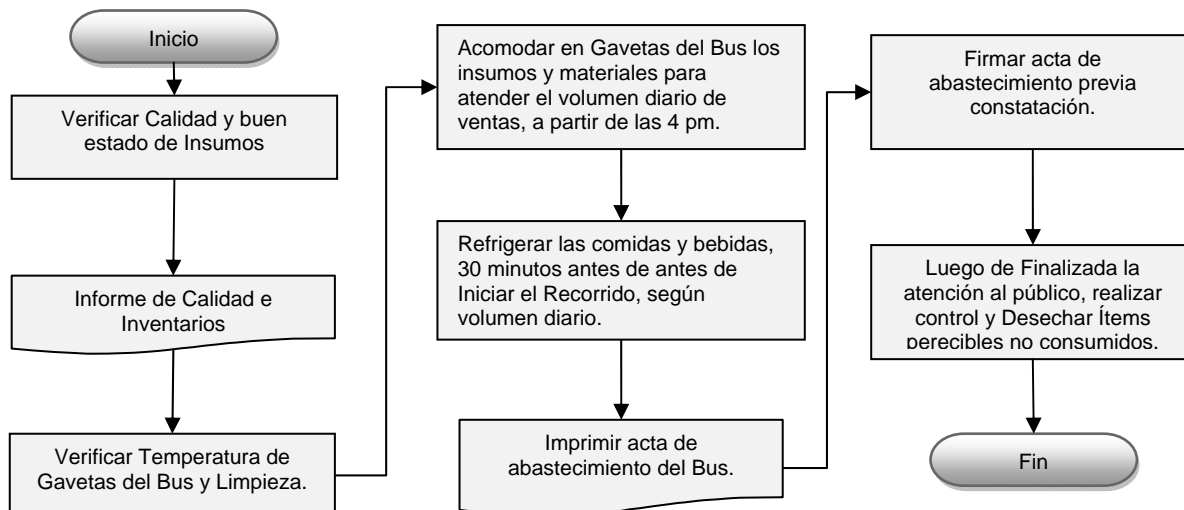 Inicio
Verificar Calidad y buen
estado de Insumos
Informe de Calidad e
Inventarios
Verificar Temperatura de
Gavetas del Bus y Limpieza.
Acomodar en Gavetas del Bus los
insumos y materiales para
atender el volumen diario de
ventas, a partir de las 4 pm.
Refrigerar las comidas y bebidas,
30 minutos antes de antes de
Iniciar el Recorrido, según
volumen diario.
Imprimir acta de
abastecimiento del Bus.
Firmar acta de
abastecimiento previa
constatación.
Luego de Finalizada la
atención al público, realizar
control y Desechar Ítems
perecibles no consumidos.
Fin